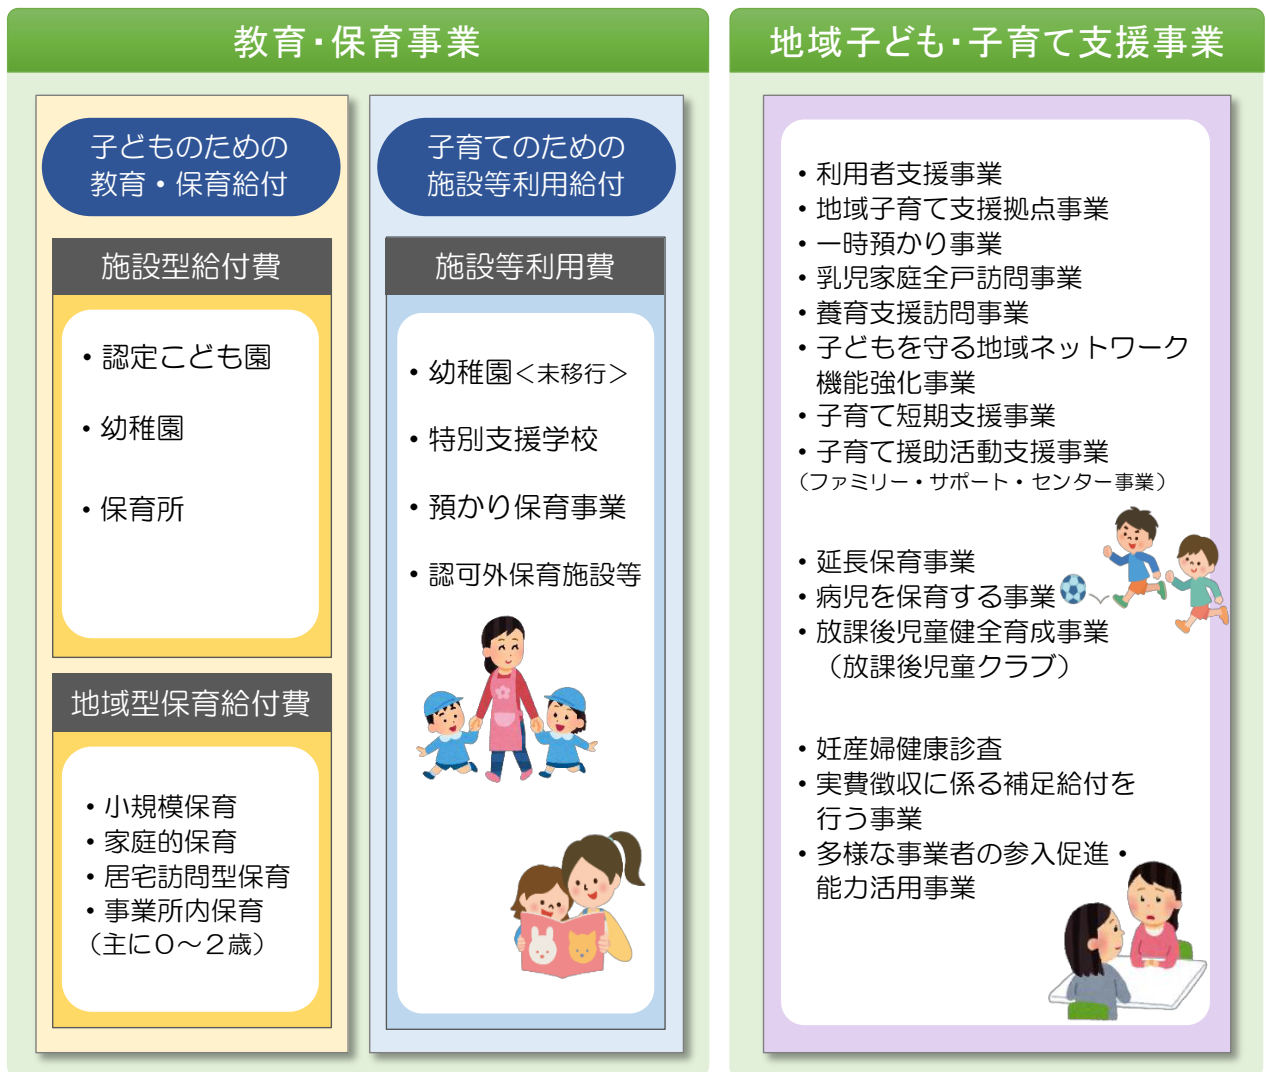 教育・保育事業
子どものための
教育・保育給付
施設型給付費
・認定こども園
・幼稚園
・保育所
地域型保育給付費
・小規模保育
・家庭的保育
・居宅訪問型保育
・事業所内保育
（主に０～２歳）
子育てのための
施設等利用給付
施設等利用費
・幼稚園＜未移行＞
・特別支援学校
・預かり保育事業
・認可外保育施設等
地域子ども・子育て支援事業
・利用者支援事業
・地域子育て支援拠点事業
・一時預かり事業
・乳児家庭全戸訪問事業
・養育支援訪問事業
・子どもを守る地域ネットワーク
機能強化事業
・子育て短期支援事業
・子育て援助活動支援事業
（ファミリー・サポート・センター事業）
・延長保育事業
・病児を保育する事業
・放課後児童健全育成事業
（放課後児童クラブ）
・妊産婦健康診査
・実費徴収に係る補足給付を
行う事業
・多様な事業者の参入促進・
能力活用事業